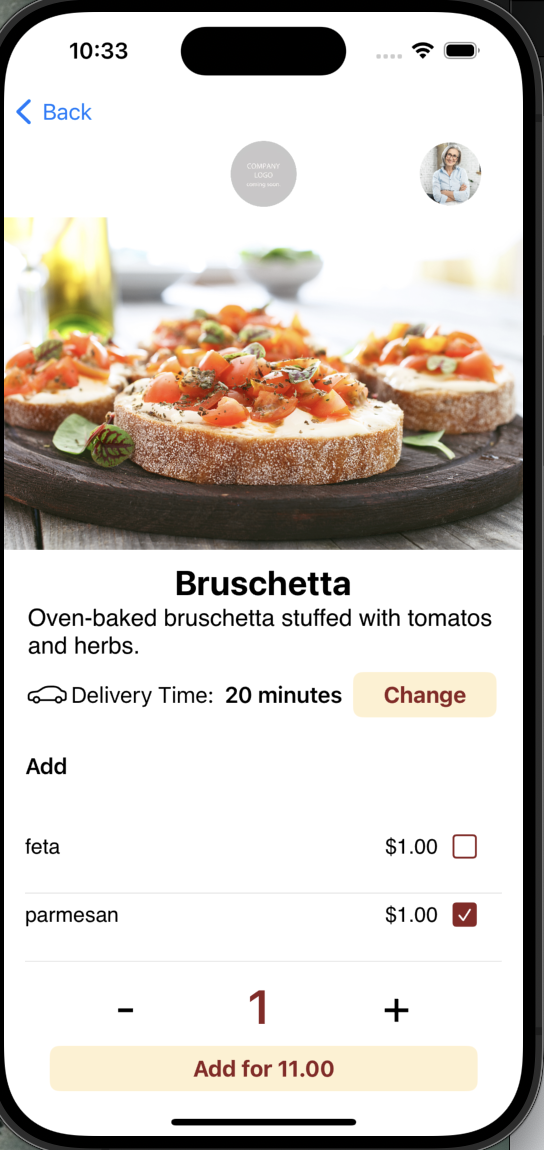 10:33
Back
COMPANY
LOGO
coming soon
Bruschetta
Oven-baked bruschetta stuffed with tomatos
and herbs.
Delivery Time: 20 minutes Change
Add
feta $1.00
parmesan $1.00
- 1 +
Add for 11.00